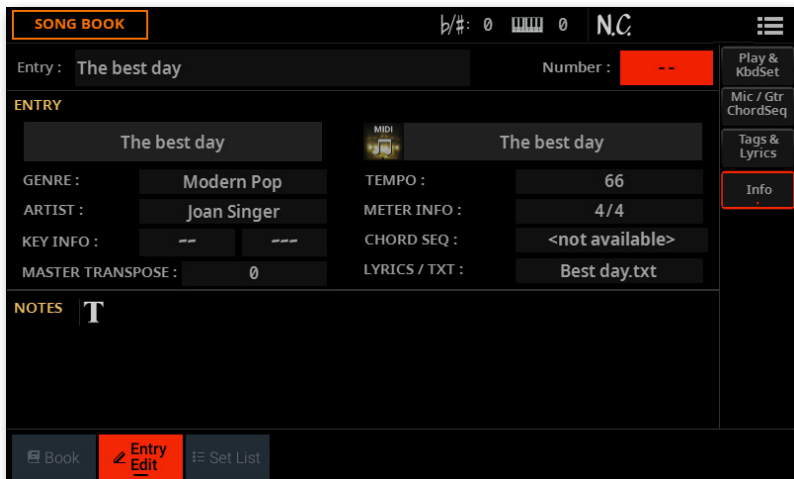 SONG BOOK
♭/#: 0 0 N.C.
Entry : The best day Number : --
Play & KbdSet
ENTRY
Mic / Gtr ChordSeq
The best day MIDI The best day
Tags & Lyrics
GENRE : Modern Pop TEMPO : 66
Info
ARTIST : Joan Singer METER INFO : 4/4
KEY INFO : -- --- CHORD SEQ : <not available>
MASTER TRANSPOSE : 0 LYRICS / TXT : Best day.txt
NOTES T
Book Entry Edit Set List